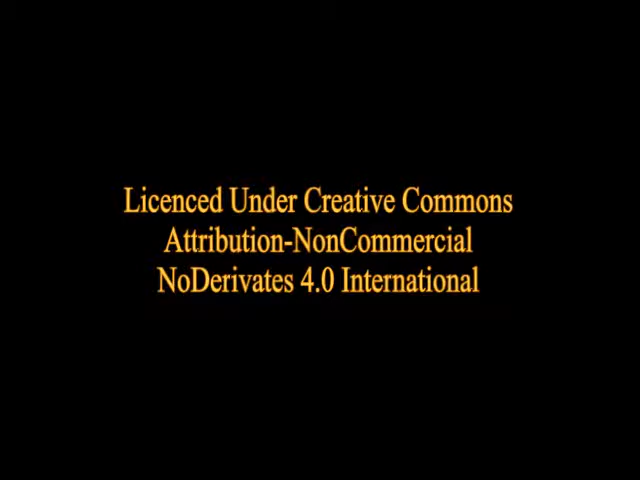 Licenced Under Creative Commons
Attribution-NonCommercial
NoDerivates 4.0 International